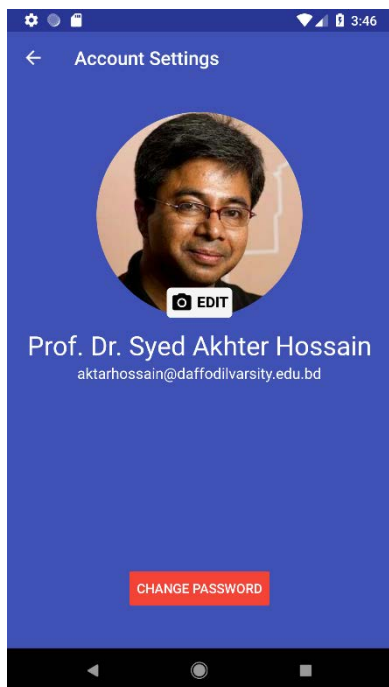 3:46
Account Settings
EDIT
Prof. Dr. Syed Akhter Hossain
aktarhossain@daffodilvarsity.edu.bd
CHANGE PASSWORD